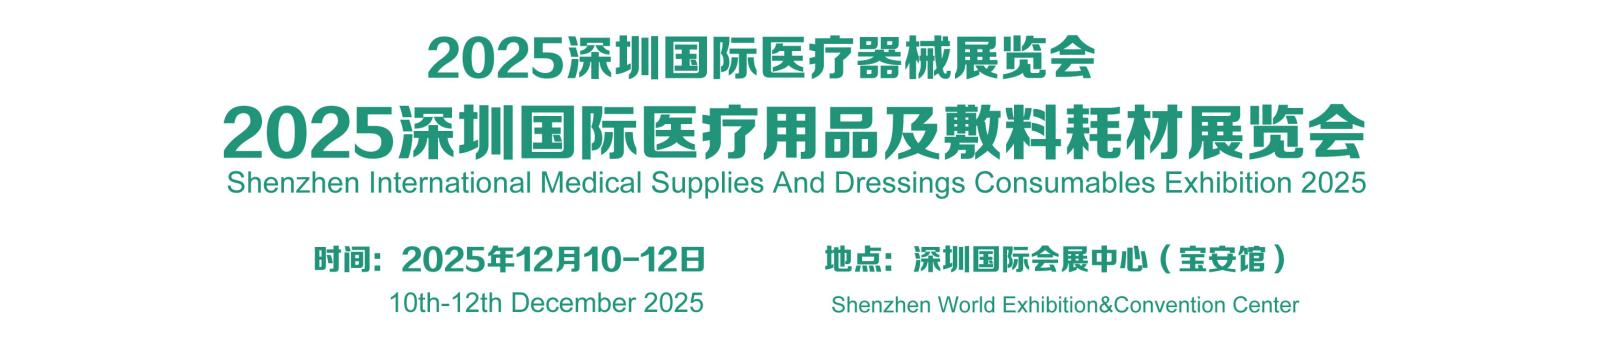 2025深圳国际医疗器械展览会
2025深圳国际医疗用品及敷料耗材展览会
Shenzhen International Medical Supplies And Dressings Consumables Exhibition 2025
时间：2025年12月10-12日
10th-12th December 2025
地点：深圳国际会展中心（宝安馆）
Shenzhen World Exhibition&Convention Center